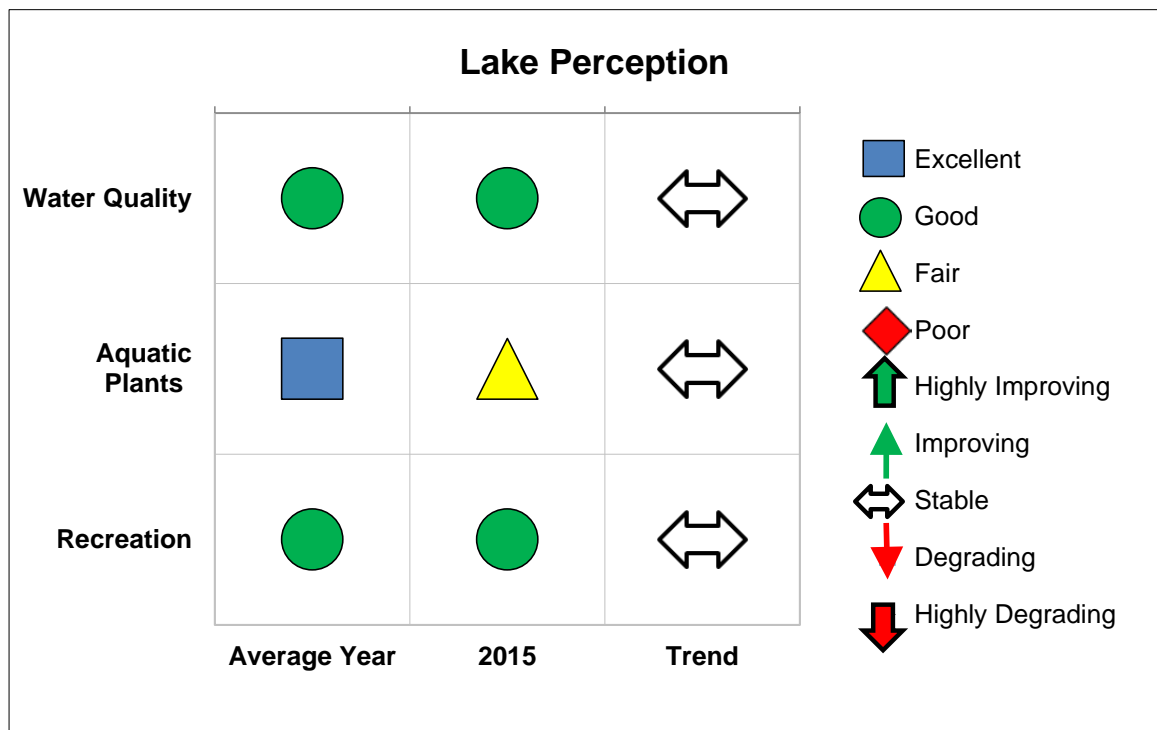 Lake Perception
Water Quality
Aquatic
Plants
Recreation
Average Year
2015
Trend
Excellent
Good
Fair
Poor
Highly Improving
Improving
Stable
Degrading
Highly Degrading